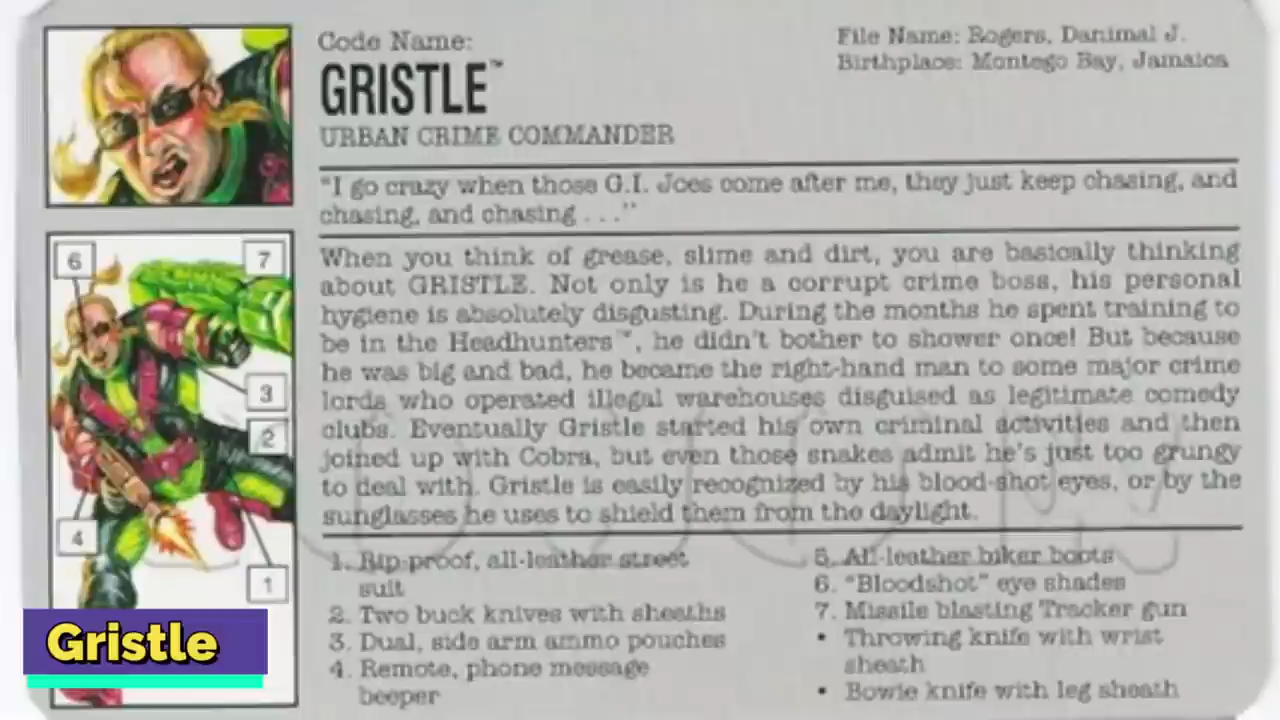 Code Name:
GRISTLE™
URBAN CRIME COMMANDER
File Name: Rogers, Danimal J.
Birthplace: Montego Bay, Jamaica
"I go crazy when those G.I. Joes come after me, they just keep chasing, and
chasing, and chasing . . ."
When you think of grease, slime and dirt, you are basically thinking
about GRISTLE. Not only is he a corrupt crime boss, his personal
hygiene is absolutely disgusting. During the months he spent training to
be in the Headhunters™, he didn't bother to shower once! But because
he was big and bad, he became the right-hand man to some major crime
lords who operated illegal warehouses disguised as legitimate comedy
clubs. Eventually Gristle started his own criminal activities and then
joined up with Cobra, but even those snakes admit he's just too grungy
to deal with. Gristle is easily recognized by his blood-shot eyes, or by the
sunglasses he uses to shield them from the daylight.
1. Rip-proof, all-leather street
suit
2. Two buck knives with sheaths
3. Dual, side arm ammo pouches
4. Remote, phone message
beeper
5. All-leather biker boots
6. "Bloodshot" eye shades
7. Missile blasting Tracker gun
• Throwing knife with wrist
sheath
• Bowie knife with leg sheath
6
7
3
2
4
1
Gristle